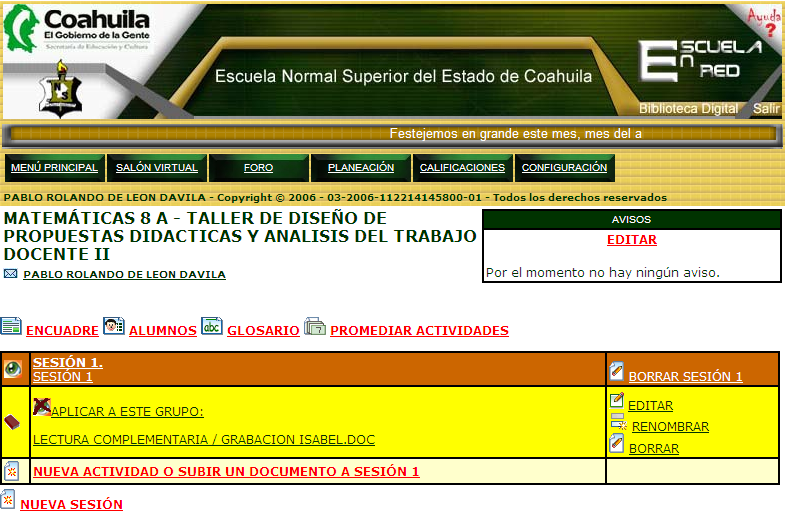 Coahuila
El Gobierno de la Gente
Secretaría de Educación y Cultura
Ayuda
?
NS
Escuela Normal Superior del Estado de Coahuila
ESCUELA
EN
RED
Biblioteca Digital Salir
Festejemos en grande este mes, mes del a
MENÚ PRINCIPAL SALÓN VIRTUAL FORO PLANEACIÓN CALIFICACIONES CONFIGURACIÓN
PABLO ROLANDO DE LEON DAVILA - Copyright © 2006 - 03-2006-112214145800-01 - Todos los derechos reservados
MATEMÁTICAS 8 A - TALLER DE DISEÑO DE
PROPUESTAS DIDACTICAS Y ANALISIS DEL TRABAJO
DOCENTE II
PABLO ROLANDO DE LEON DAVILA
AVISOS
EDITAR
Por el momento no hay ningún aviso.
ENCUADRE ALUMNOS abc GLOSARIO PROMEDIAR ACTIVIDADES
SESIÓN 1.
SESIÓN 1
BORRAR SESIÓN 1
APLICAR A ESTE GRUPO:
LECTURA COMPLEMENTARIA / GRABACION ISABEL.DOC
EDITAR
RENOMBRAR
BORRAR
NUEVA ACTIVIDAD O SUBIR UN DOCUMENTO A SESIÓN 1
NUEVA SESIÓN